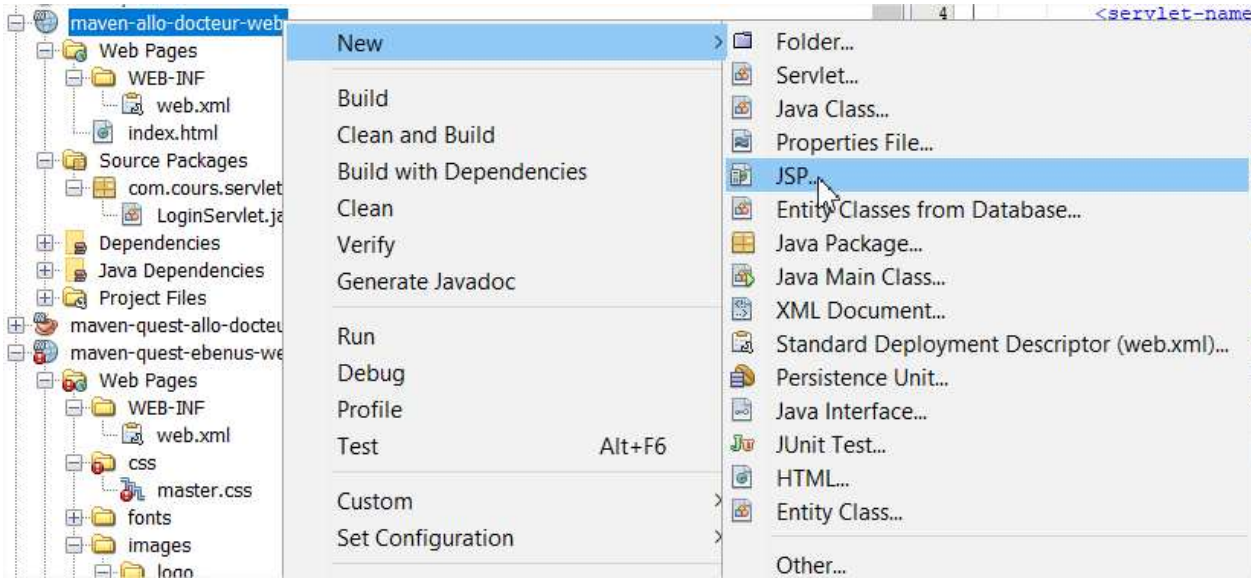 maven-allo-docteur-web
Web Pages
WEB-INF
web.xml
index.html
Source Packages
com.cours.servlet
LoginServlet.ja
Dependencies
Java Dependencies
Project Files
maven-quest-allo-docteu
maven-quest-ebenus-we
Web Pages
WEB-INF
web.xml
css
master.css
fonts
images
logo
New
Build
Clean and Build
Build with Dependencies
Clean
Verify
Generate Javadoc
Run
Debug
Profile
Test Alt+F6
Custom
Set Configuration
4 <servlet-name
Folder...
Servlet...
Java Class...
Properties File...
JSP...
Entity Classes from Database...
Java Package...
Java Main Class...
XML Document...
Standard Deployment Descriptor (web.xml)...
Persistence Unit...
Java Interface...
JUnit Test...
HTML...
Entity Class...
Other...